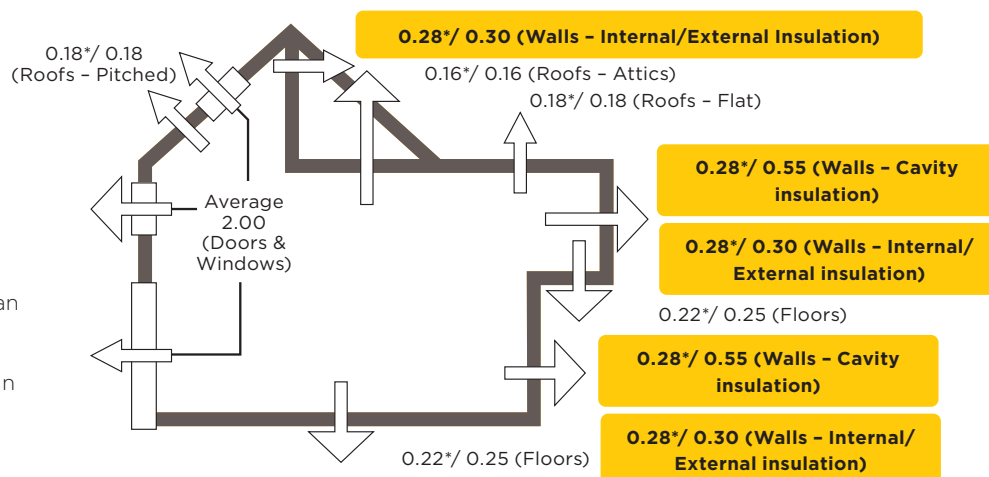 0.28*/ 0.30 (Walls – Internal/External Insulation)
0.18*/ 0.18
(Roofs – Pitched)
0.16*/ 0.16 (Roofs – Attics)
0.18*/ 0.18 (Roofs – Flat)
0.28*/ 0.55 (Walls – Cavity
insulation)
Average
2.00
(Doors &
Windows)
0.28*/ 0.30 (Walls – Internal/
External insulation)
an
0.22*/ 0.25 (Floors)
0.28*/ 0.55 (Walls – Cavity
insulation)
n
0.28*/ 0.30 (Walls – Internal/
External insulation)
0.22*/ 0.25 (Floors)